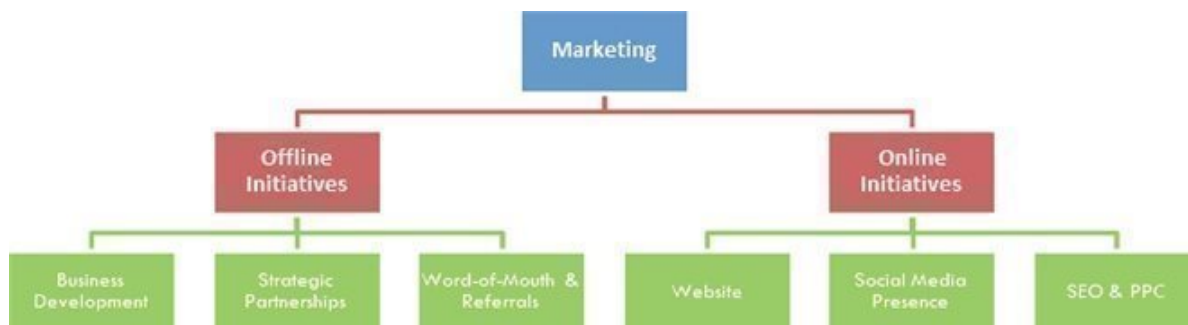 Marketing
Offline
Initiatives
Online
Initiatives
Business
Development
Strategic
Partnerships
Word-of-Mouth &
Referrals
Website
Social Media
Presence
SEO & PPC